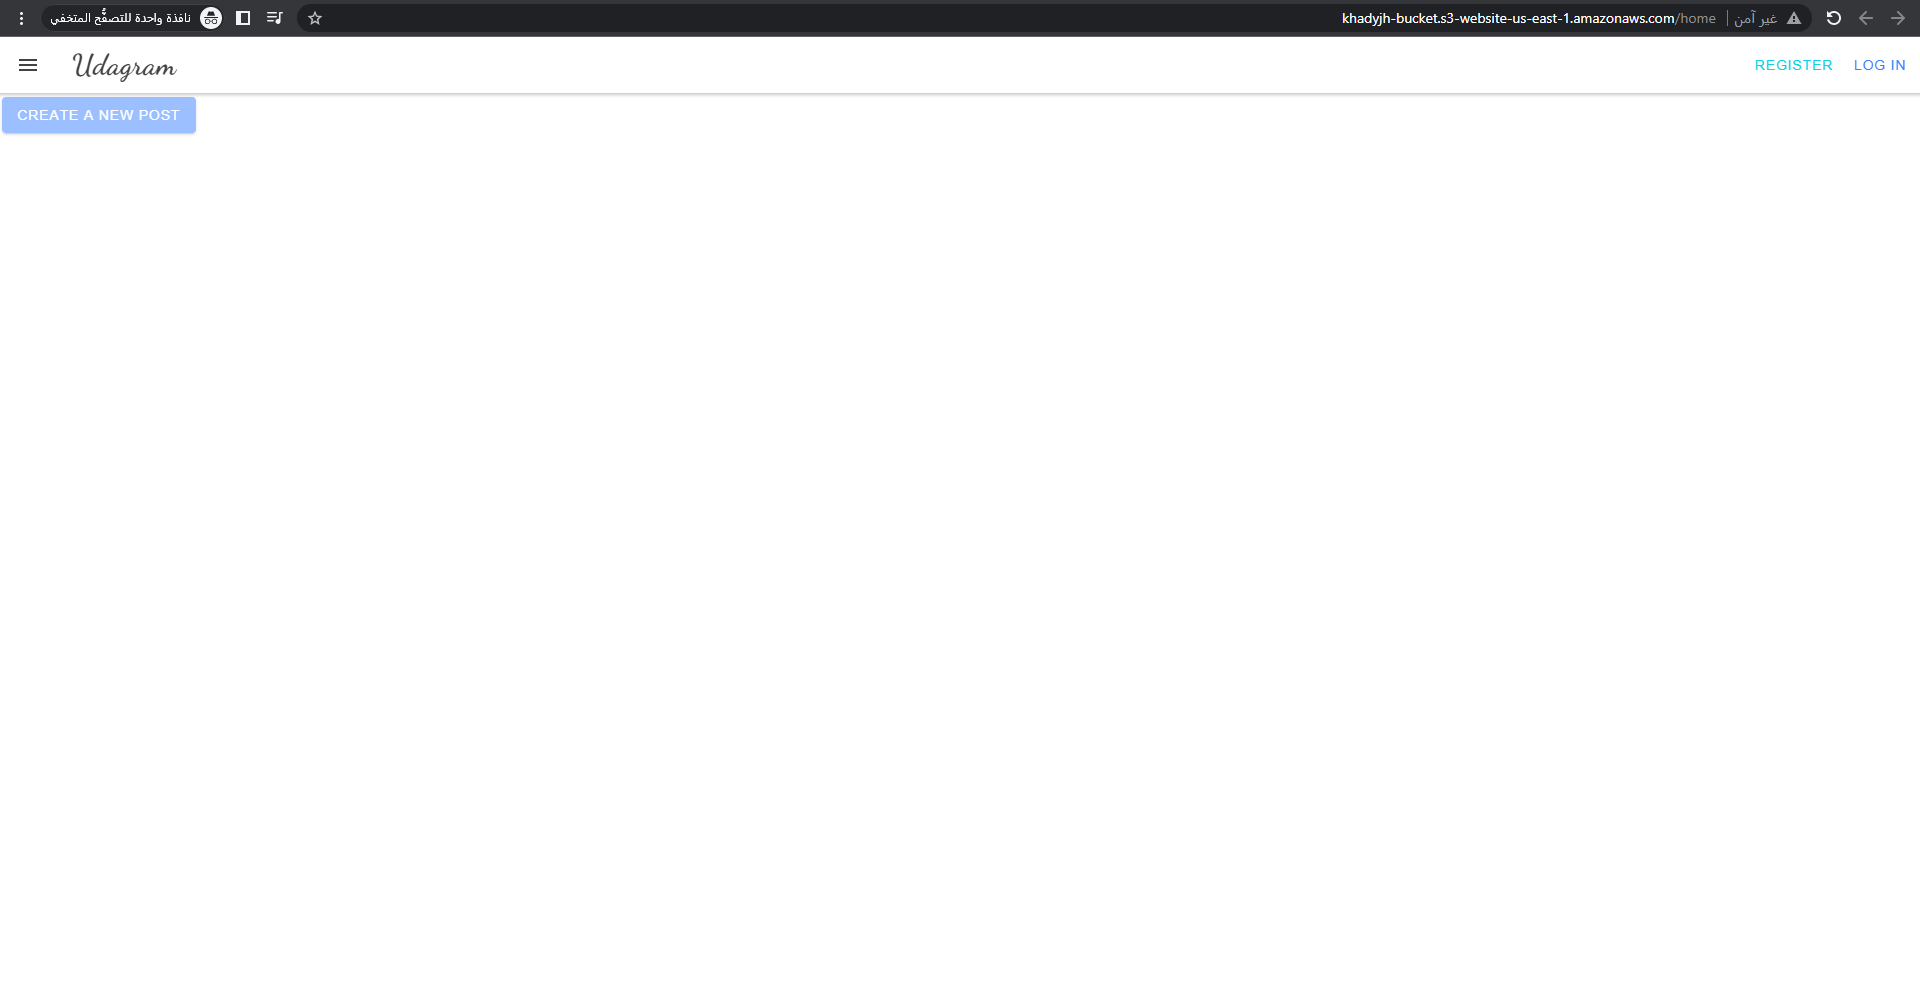 نافذة واحدة للتصفُّح المتخفي
khadyjh-bucket.s3-website-us-east-1.amazonaws.com/home
غير آمن
Udagram
REGISTER
LOG IN
CREATE A NEW POST